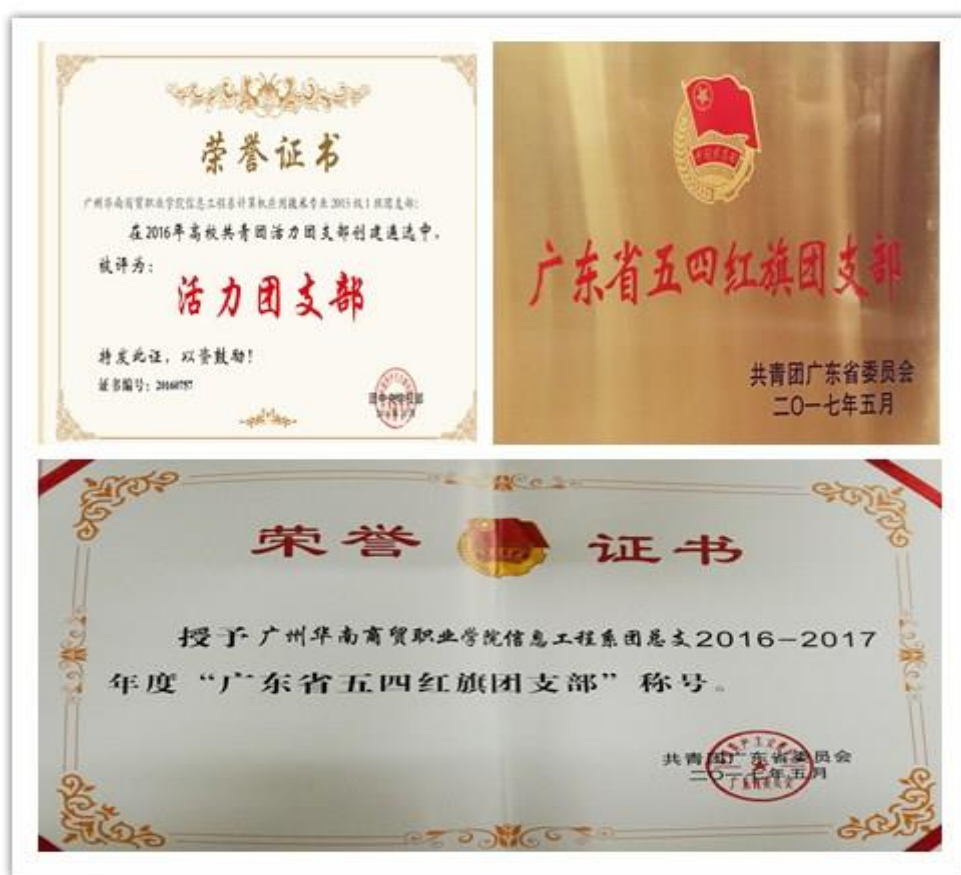 荣誉证书
广州华南商贸职业学院信息工程系计算机应用技术专业2015级1班团支部:
在2016年高校共青团活力团支部创建遴选中,
被评为:
活力团支部
特发此证,以资鼓励!
证书编号:20160757
团中央学校部
广东省五四红旗团支部
共青团广东省委员会
二〇一七年五月
荣誉 证书
授予广州华南商贸职业学院信息工程系团总支2016-2017
年度“广东省五四红旗团支部”称号。
共青团广东省委员会
二〇一七年五月